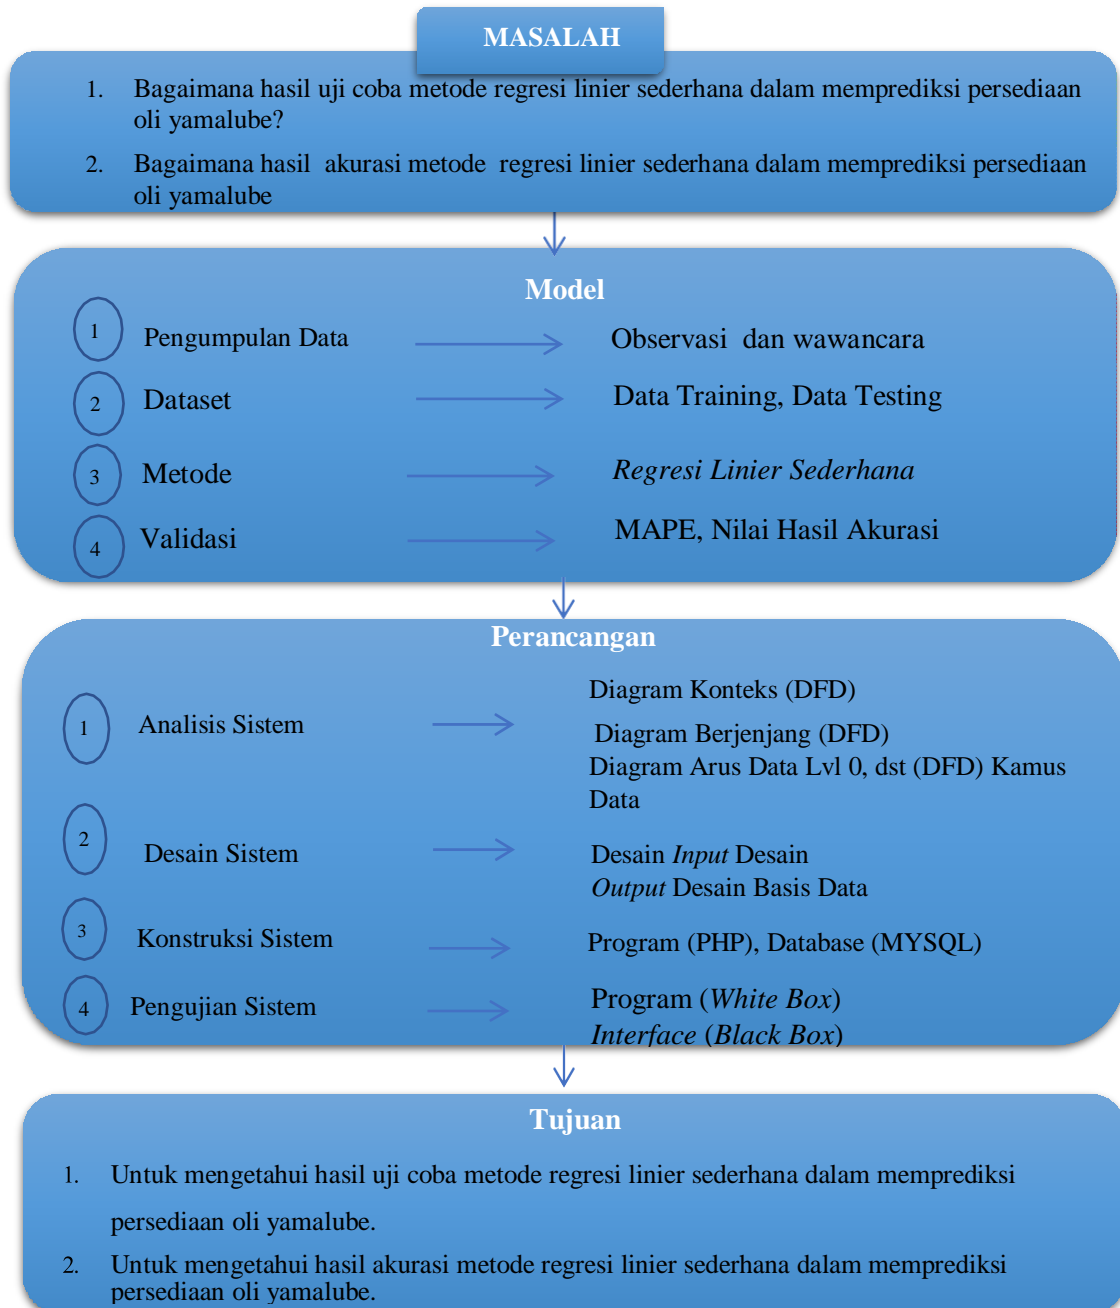 MASALAH
1. Bagaimana hasil uji coba metode regresi linier sederhana dalam memprediksi persediaan
oli yamalube?
2. Bagaimana hasil akurasi metode regresi linier sederhana dalam memprediksi persediaan
oli yamalube
Model
1 Pengumpulan Data Observasi dan wawancara
2 Dataset Data Training, Data Testing
3 Metode Regresi Linier Sederhana
4 Validasi MAPE, Nilai Hasil Akurasi
Perancangan
1 Analisis Sistem
Diagram Konteks (DFD)
Diagram Berjenjang (DFD)
Diagram Arus Data Lvl 0, dst (DFD) Kamus
Data
2 Desain Sistem
Desain Input Desain
Output Desain Basis Data
3 Konstruksi Sistem Program (PHP), Database (MYSQL)
4 Pengujian Sistem
Program (White Box)
Interface (Black Box)
Tujuan
1. Untuk mengetahui hasil uji coba metode regresi linier sederhana dalam memprediksi
persediaan oli yamalube.
2. Untuk mengetahui hasil akurasi metode regresi linier sederhana dalam memprediksi
persediaan oli yamalube.